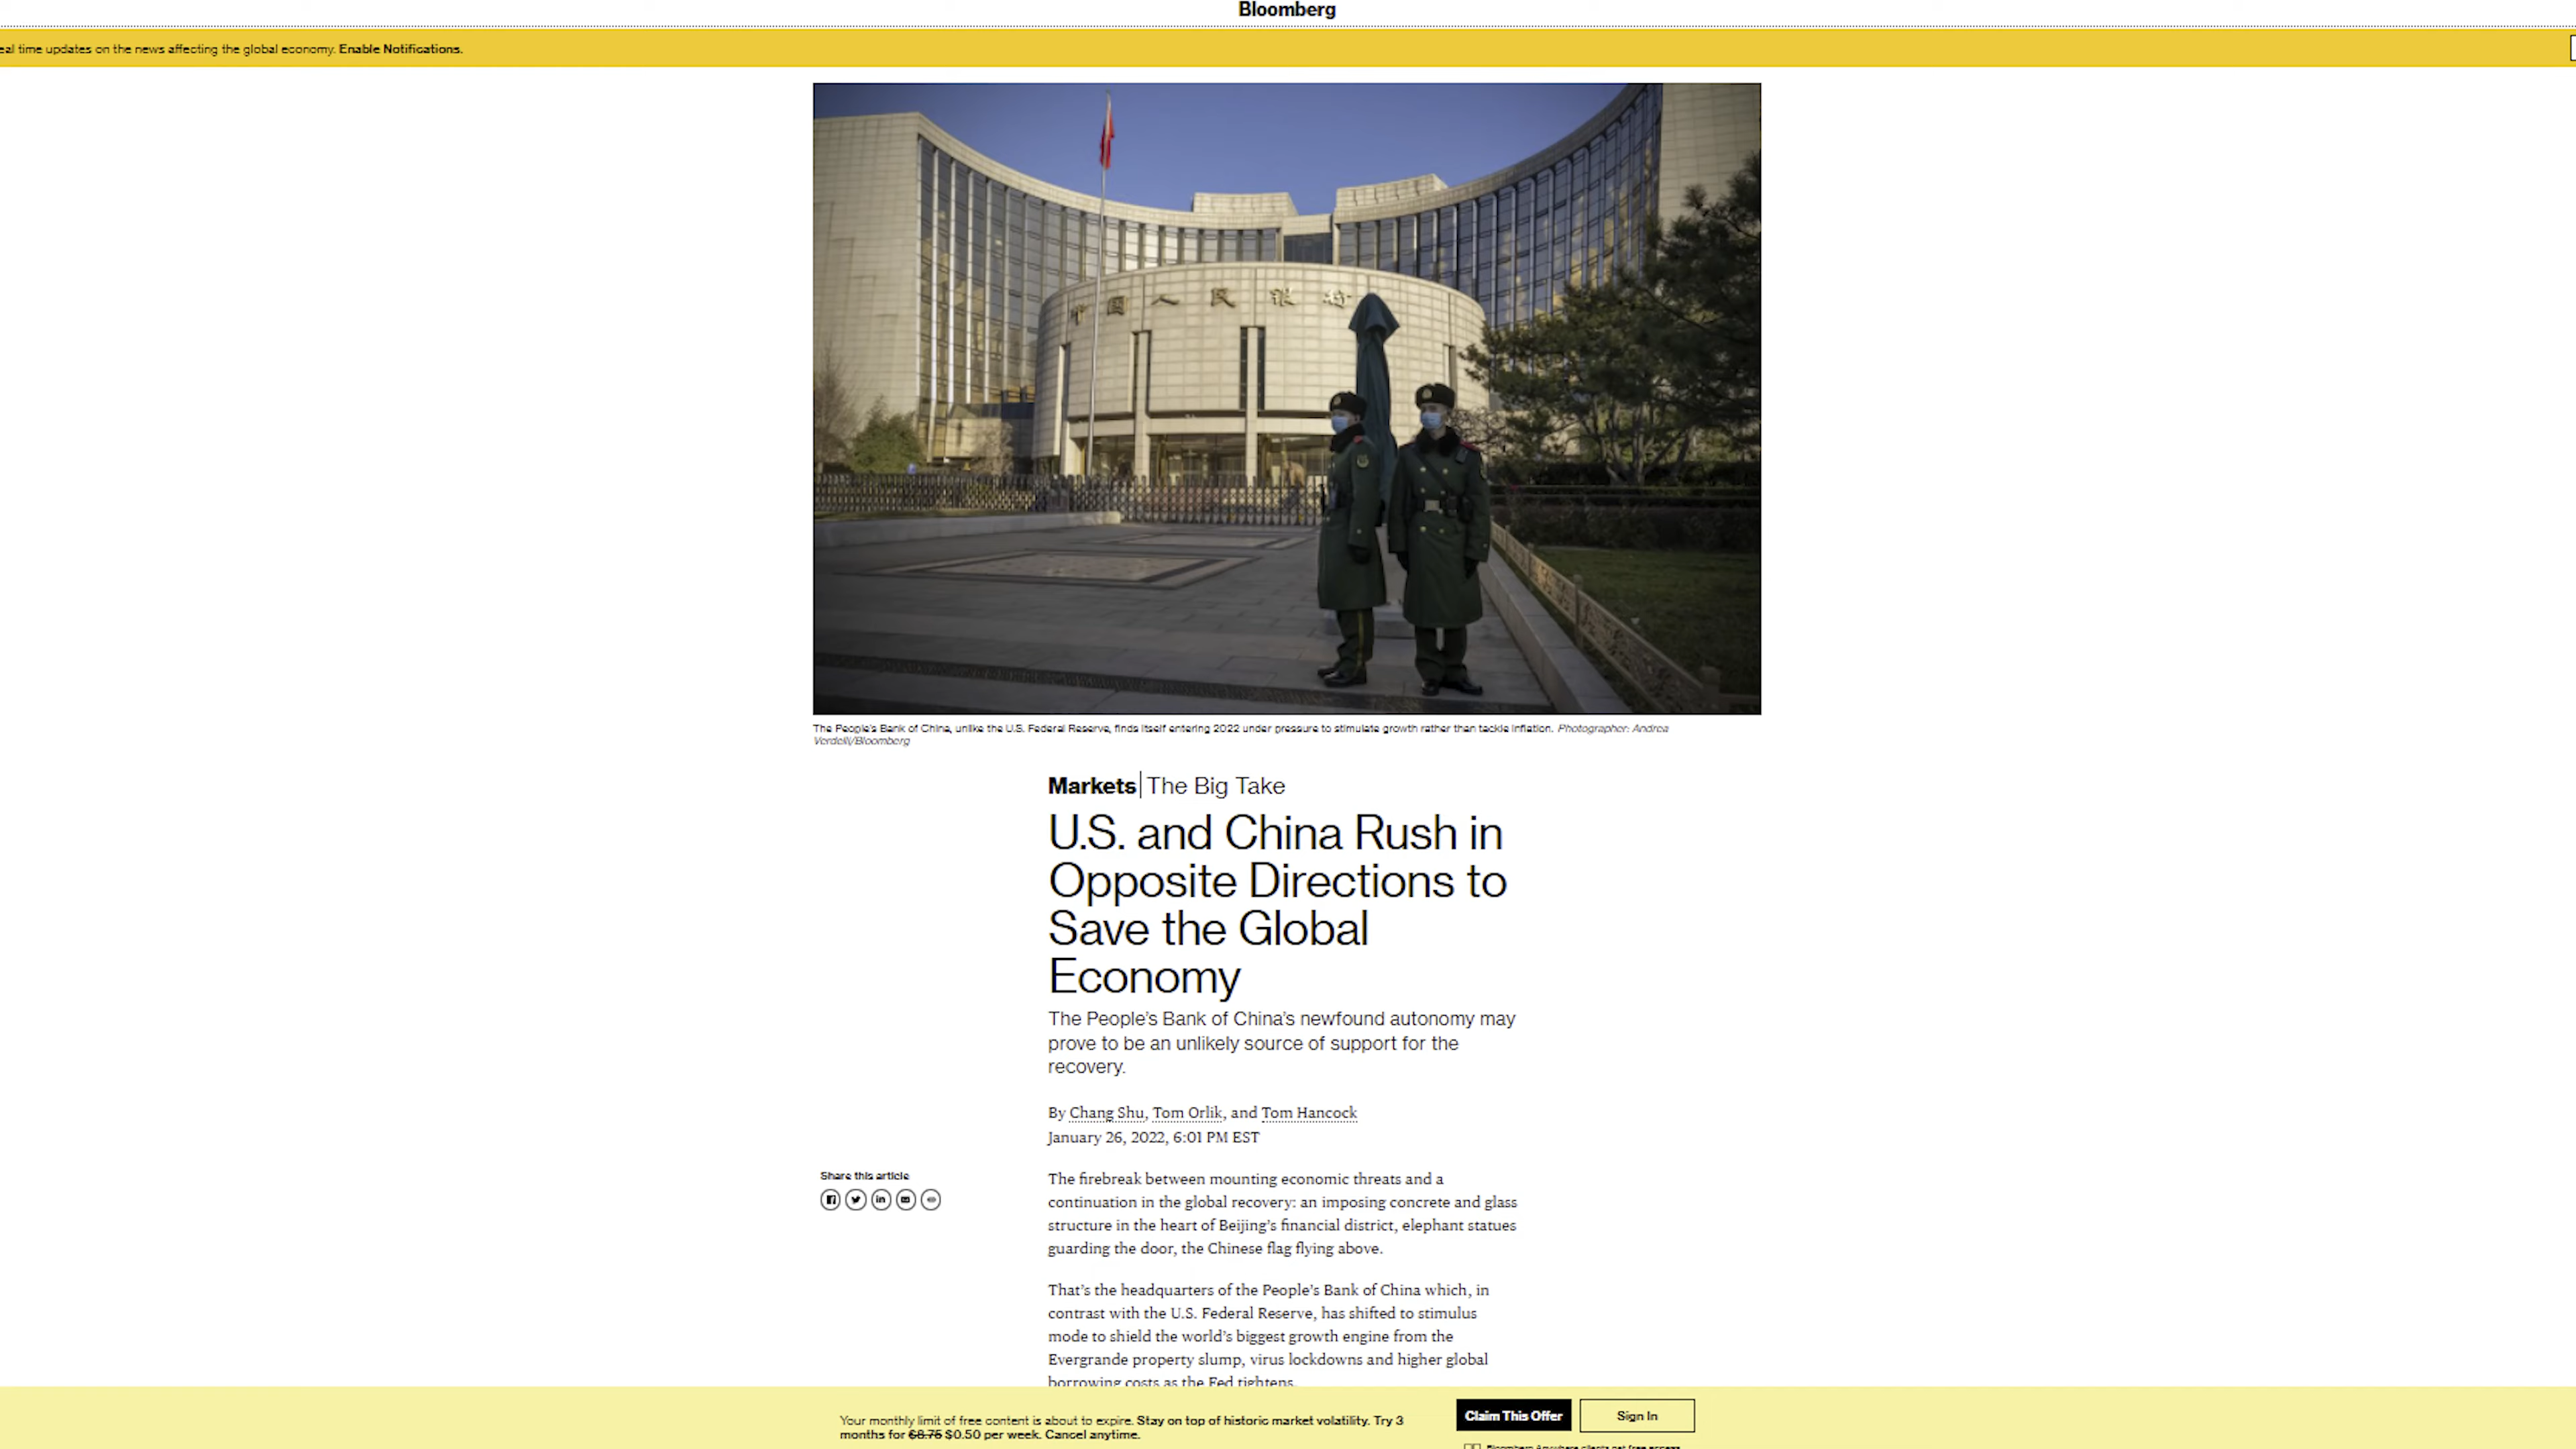 Bloomberg
eal time updates on the news affecting the global economy. Enable Notifications.
中国人民银行
The People's Bank of China, unlike the U.S. Federal Reserve, finds itself entering 2022 under pressure to stimulate growth rather than tackle inflation. Photographer: Andrea
Verdelli/Bloomberg
Markets | The Big Take
U.S. and China Rush in
Opposite Directions to
Save the Global
Economy
The People's Bank of China's newfound autonomy may
prove to be an unlikely source of support for the
recovery.
By Chang Shu, Tom Orlik, and Tom Hancock
January 26, 2022, 6:01 PM EST
Share this article
The firebreak between mounting economic threats and a
continuation in the global recovery: an imposing concrete and glass
structure in the heart of Beijing's financial district, elephant statues
guarding the door, the Chinese flag flying above.
That's the headquarters of the People's Bank of China which, in
contrast with the U.S. Federal Reserve, has shifted to stimulus
mode to shield the world's biggest growth engine from the
Evergrande property slump, virus lockdowns and higher global
borrowing costs as the Fed tightens.
Your monthly limit of free content is about to expire. Stay on top of historic market volatility. Try 3
months for $8.75 $0.50 per week. Cancel anytime.
Claim This Offer
Sign In
Bloomberg Anywhere clients get free access